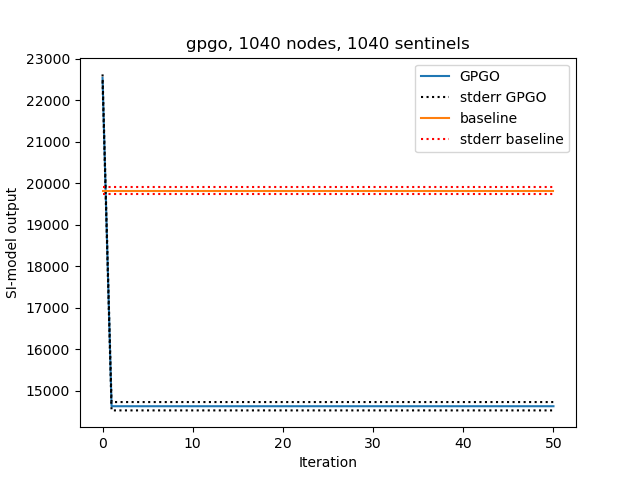 gpgo, 1040 nodes, 1040 sentinels
23000
22000
21000
20000
19000
18000
17000
16000
15000
SI-model output
GPGO
stderr GPGO
baseline
stderr baseline
0 10 20 30 40 50
Iteration